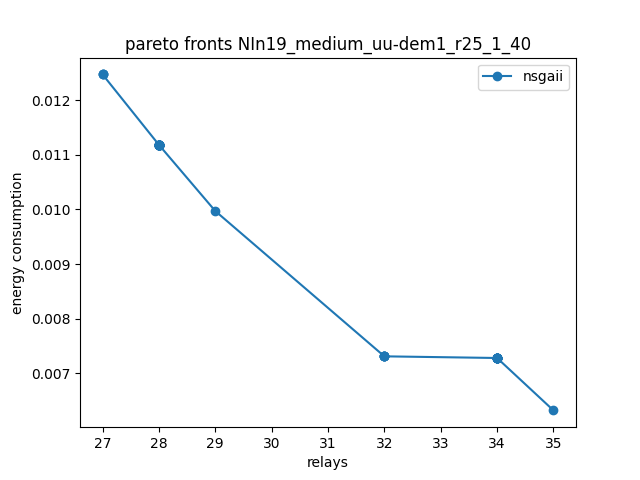 pareto fronts NIn19_medium_uu-dem1_r25_1_40
nsgaii
0.012
0.011
0.010
0.009
0.008
0.007
energy consumption
27 28 29 30 31 32 33 34 35
relays